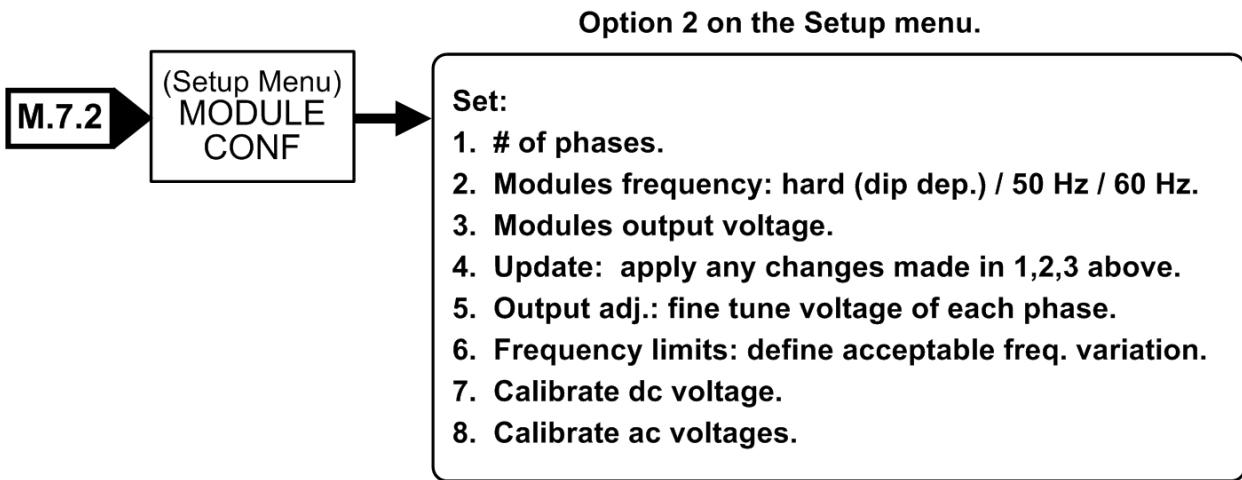 Option 2 on the Setup menu.
M.7.2
(Setup Menu)
MODULE
CONF
Set:
1. # of phases.
2. Modules frequency: hard (dip dep.) / 50 Hz / 60 Hz.
3. Modules output voltage.
4. Update: apply any changes made in 1,2,3 above.
5. Output adj.: fine tune voltage of each phase.
6. Frequency limits: define acceptable freq. variation.
7. Calibrate dc voltage.
8. Calibrate ac voltages.